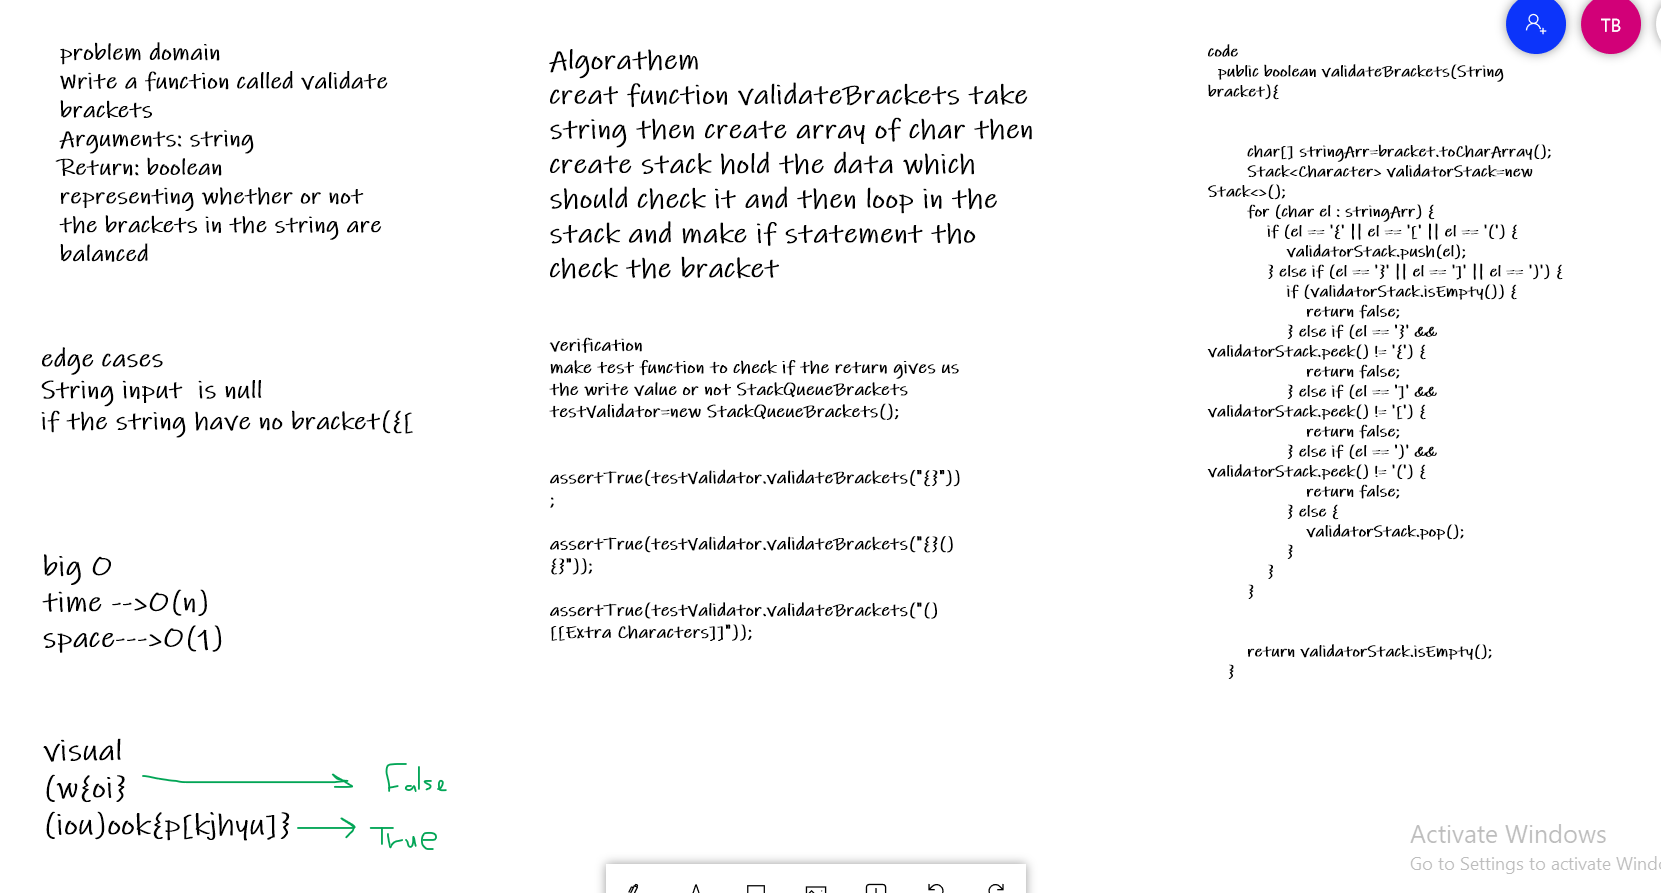 problem domain
Write a function called validate
brackets
Arguments: string
Return: boolean
representing whether or not
the brackets in the string are
balanced
edge cases
String input  is null
if the string have no bracket({[
big O
time -->O(n)
space--->O(1)
visual
(w{oi}
False
(iou)ook{p[kjhyu]}
True
Algorathem
creat function validateBrackets take
string then create array of char then
create stack hold the data which
should check it and then loop in the
stack and make if statement tho
check the bracket
verification
make test function to check if the return gives us
the write value or not StackQueueBrackets
testValidator=new StackQueueBrackets();
assertTrue(testValidator.validateBrackets("{}"))
;
assertTrue(testValidator.validateBrackets("{}()
{}"));
assertTrue(testValidator.validateBrackets("()
[[Extra Characters]]"));
code
public boolean validateBrackets(String
bracket){
char[] stringArr=bracket.toCharArray();
Stack<Character> validatorStack=new
Stack<>();
for (char el : stringArr) {
if (el == '{' || el == '[' || el == '(') {
validatorStack.push(el);
} else if (el == '}' || el == ']' || el == ')') {
if (validatorStack.isEmpty()) {
return false;
} else if (el == '}' &&
validatorStack.peek() != '{') {
return false;
} else if (el == ']' &&
validatorStack.peek() != '[') {
return false;
} else if (el == ')' &&
validatorStack.peek() != '(') {
return false;
} else {
validatorStack.pop();
}
}
}
return validatorStack.isEmpty();
}
TB
Activate Windows
Go to Settings to activate